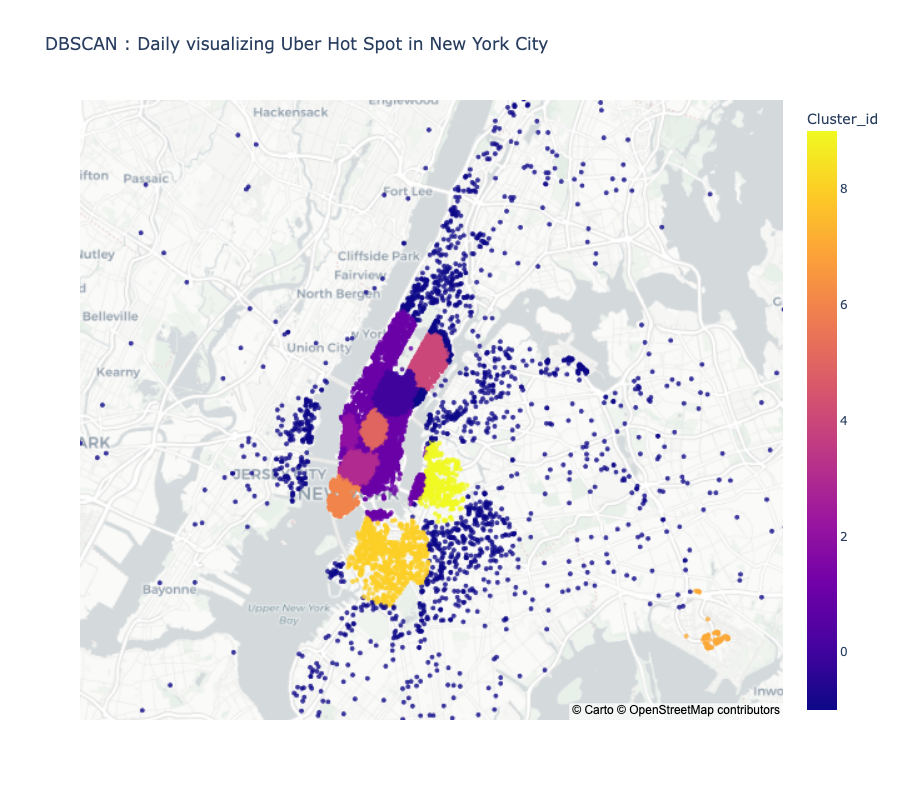 DBSCAN : Daily visualizing Uber Hot Spot in New York City
Cluster_id
Englewood
Hackensack
ifton
Passaic
Fort Lee
Nutley
Cliffside Park
Fairview
North Bergen
Belleville
w York
Union City
Kearny
ARK
JERSEY CITY
NEW
Bayonne
Upper New York
Bay
Inwo
8
6
4
2
0
© Carto © OpenStreetMap contributors